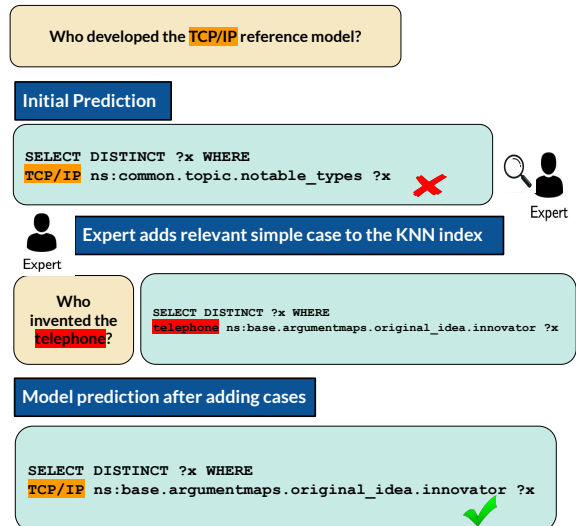 Who developed the TCP/IP reference model?
Initial Prediction
SELECT DISTINCT ?x WHERE
TCP/IP ns:common.topic.notable_types ?x
Expert
Expert adds relevant simple case to the KNN index
Expert
Who
invented the
telephone?
SELECT DISTINCT ?x WHERE
telephone ns:base.argumentmaps.original_idea.innovator ?x
Model prediction after adding cases
SELECT DISTINCT ?x WHERE
TCP/IP ns:base.argumentmaps.original_idea.innovator ?x